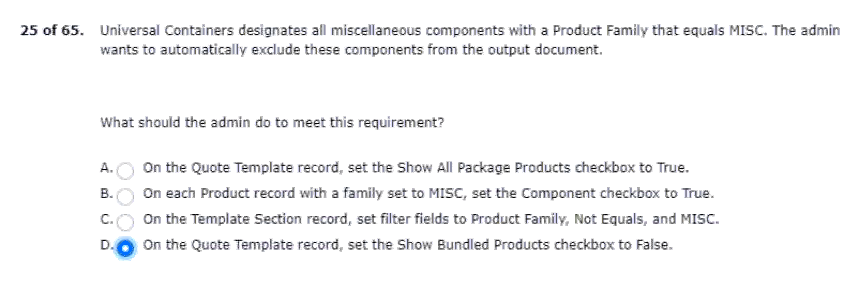 25 of 65. Universal Containers designates all miscellaneous components with a Product Family that equals MISC. The admin
wants to automatically exclude these components from the output document.
What should the admin do to meet this requirement?
A. On the Quote Template record, set the Show All Package Products checkbox to True.
B. On each Product record with a family set to MISC, set the Component checkbox to True.
C. On the Template Section record, set filter fields to Product Family, Not Equals, and MISC.
D. On the Quote Template record, set the Show Bundled Products checkbox to False.